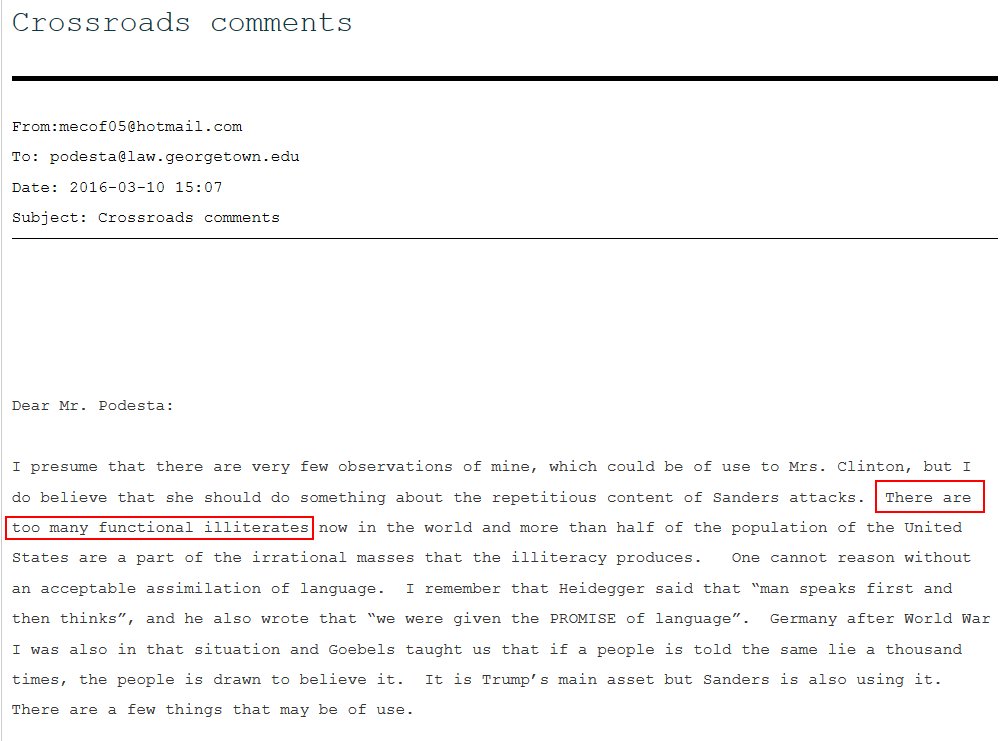 Crossroads comments
From:mecof05@hotmail.com
To: podesta@law.georgetown.edu
Date: 2016-03-10 15:07
Subject: Crossroads comments
Dear Mr. Podesta:
I presume that there are very few observations of mine, which could be of use to Mrs. Clinton, but I
do believe that she should do something about the repetitious content of Sanders attacks.  There are
too many functional illiterates now in the world and more than half of the population of the United
States are a part of the irrational masses that the illiteracy produces.   One cannot reason without
an acceptable assimilation of language.  I remember that Heidegger said that “man speaks first and
then thinks”, and he also wrote that “we were given the PROMISE of language”.  Germany after World War
I was also in that situation and Goebels taught us that if a people is told the same lie a thousand
times, the people is drawn to believe it.  It is Trump’s main asset but Sanders is also using it.
There are a few things that may be of use.